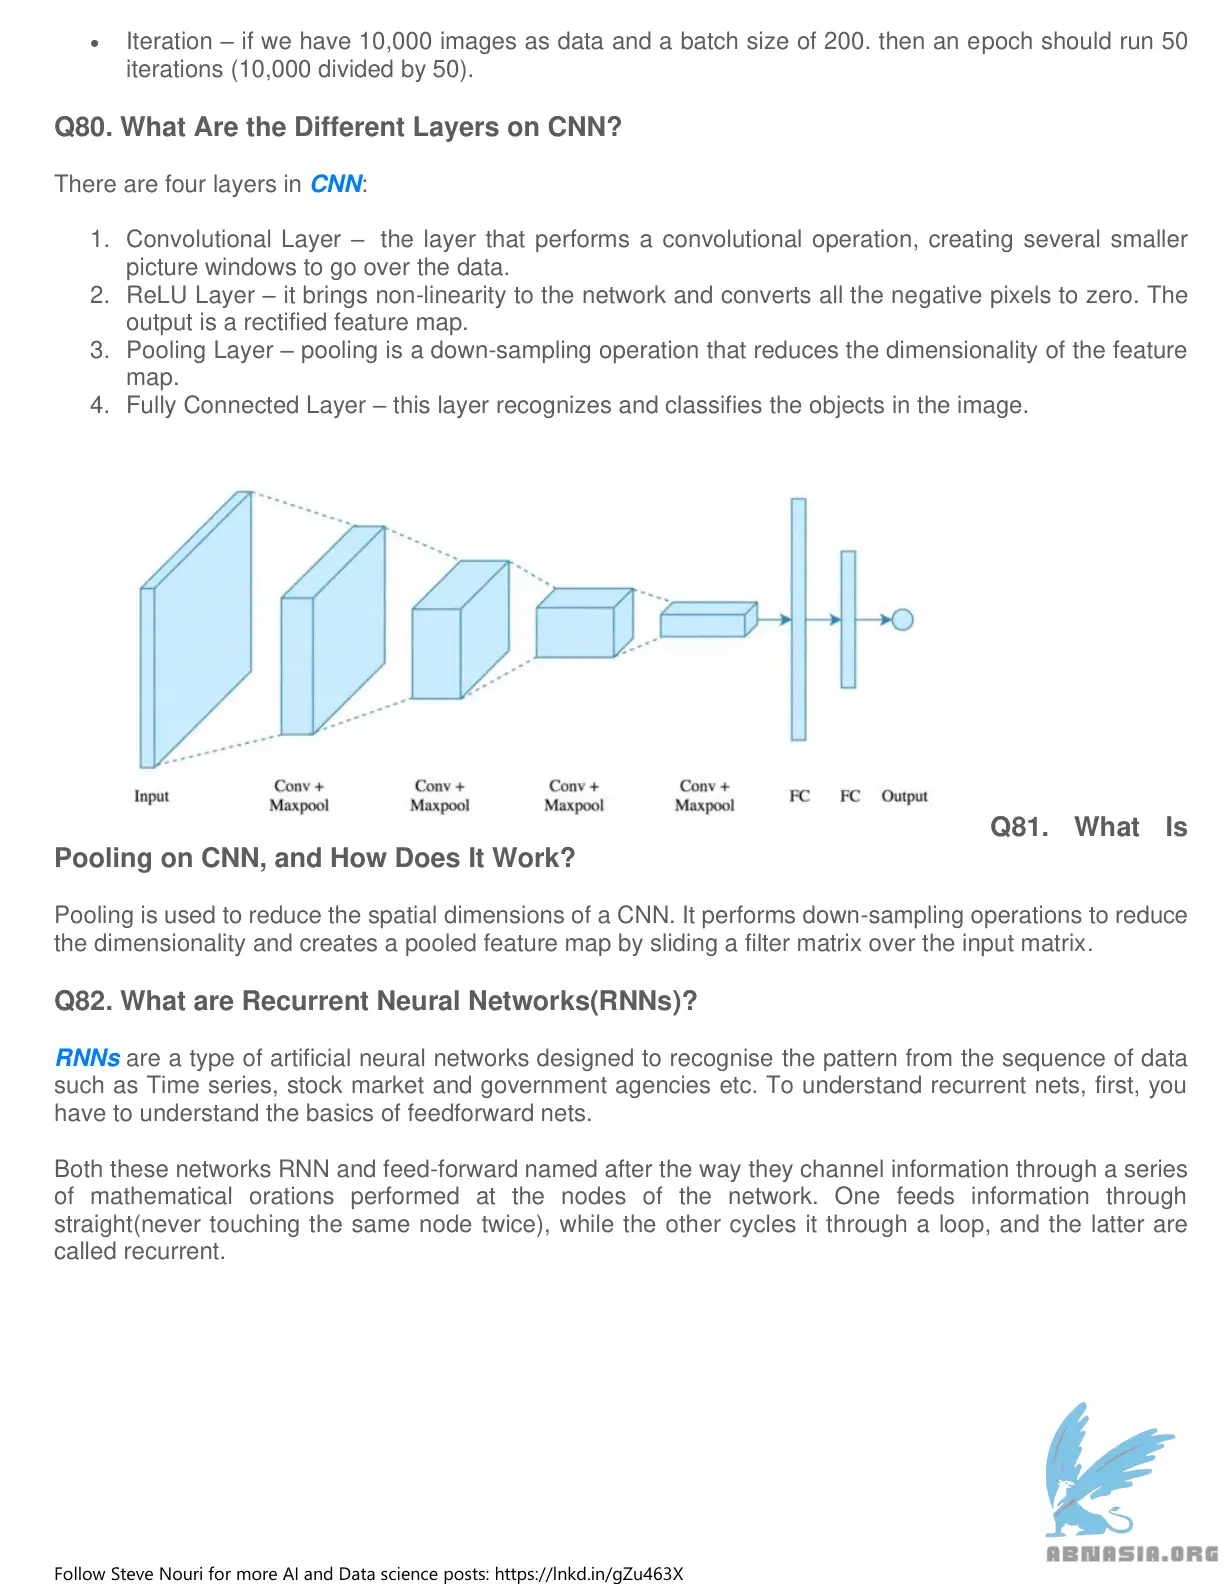 • Iteration – if we have 10,000 images as data and a batch size of 200. then an epoch should run 50
iterations (10,000 divided by 50).
Q80. What Are the Different Layers on CNN?
There are four layers in CNN:
1. Convolutional Layer – the layer that performs a convolutional operation, creating several smaller
picture windows to go over the data.
2. ReLU Layer – it brings non-linearity to the network and converts all the negative pixels to zero. The
output is a rectified feature map.
3. Pooling Layer – pooling is a down-sampling operation that reduces the dimensionality of the feature
map.
4. Fully Connected Layer – this layer recognizes and classifies the objects in the image.
Input
Conv +
Maxpool
Conv +
Maxpool
Conv +
Maxpool
Conv +
Maxpool
FC
FC
Output
Q81. What Is
Pooling on CNN, and How Does It Work?
Pooling is used to reduce the spatial dimensions of a CNN. It performs down-sampling operations to reduce
the dimensionality and creates a pooled feature map by sliding a filter matrix over the input matrix.
Q82. What are Recurrent Neural Networks(RNNs)?
RNNs are a type of artificial neural networks designed to recognise the pattern from the sequence of data
such as Time series, stock market and government agencies etc. To understand recurrent nets, first, you
have to understand the basics of feedforward nets.
Both these networks RNN and feed-forward named after the way they channel information through a series
of mathematical orations performed at the nodes of the network. One feeds information through
straight(never touching the same node twice), while the other cycles it through a loop, and the latter are
called recurrent.
ABNASIA.ORG
Follow Steve Nouri for more AI and Data science posts: https://lnkd.in/gZu463X